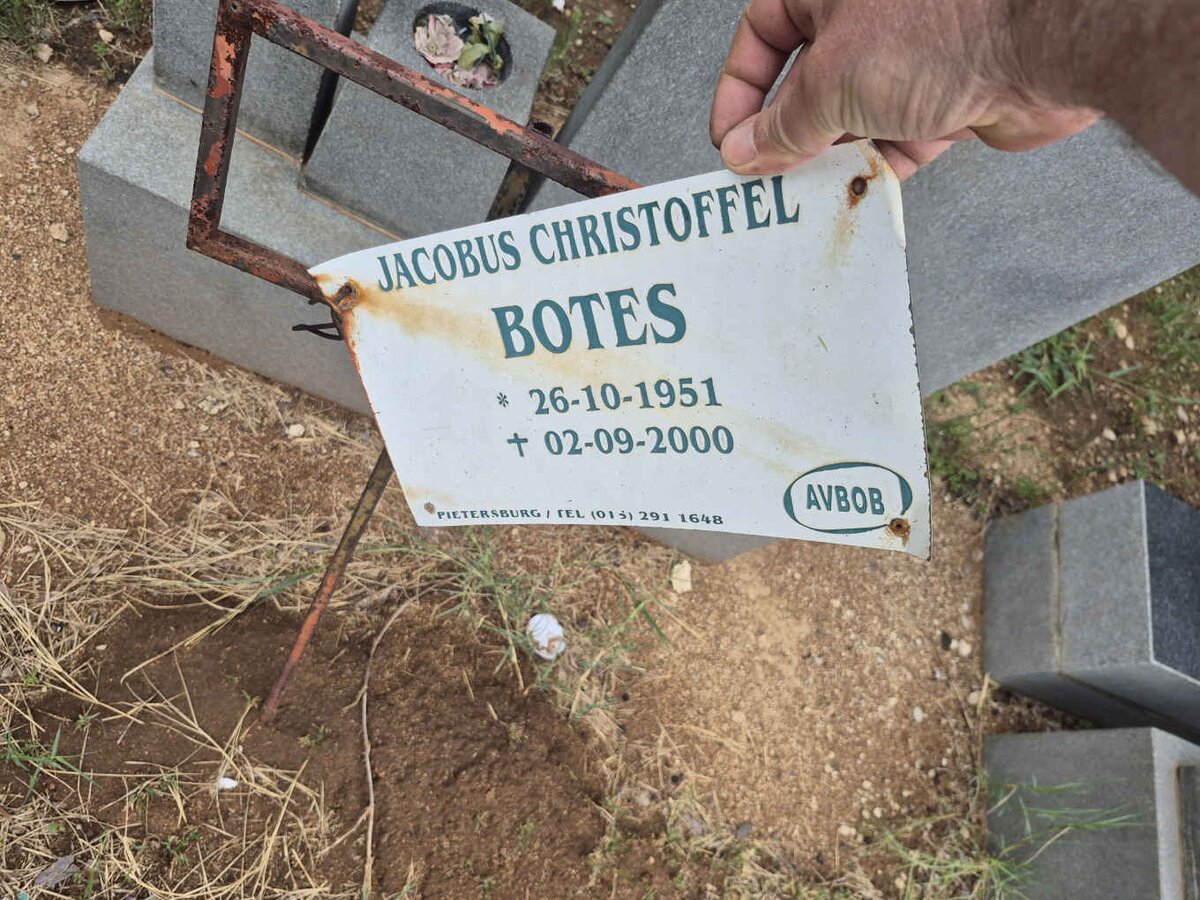 JACOBUS CHRISTOFFEL
BOTES
* 26-10-1951
✝ 02-09-2000
AVBOB
PIETERSBURG / TEL (015) 291 1648